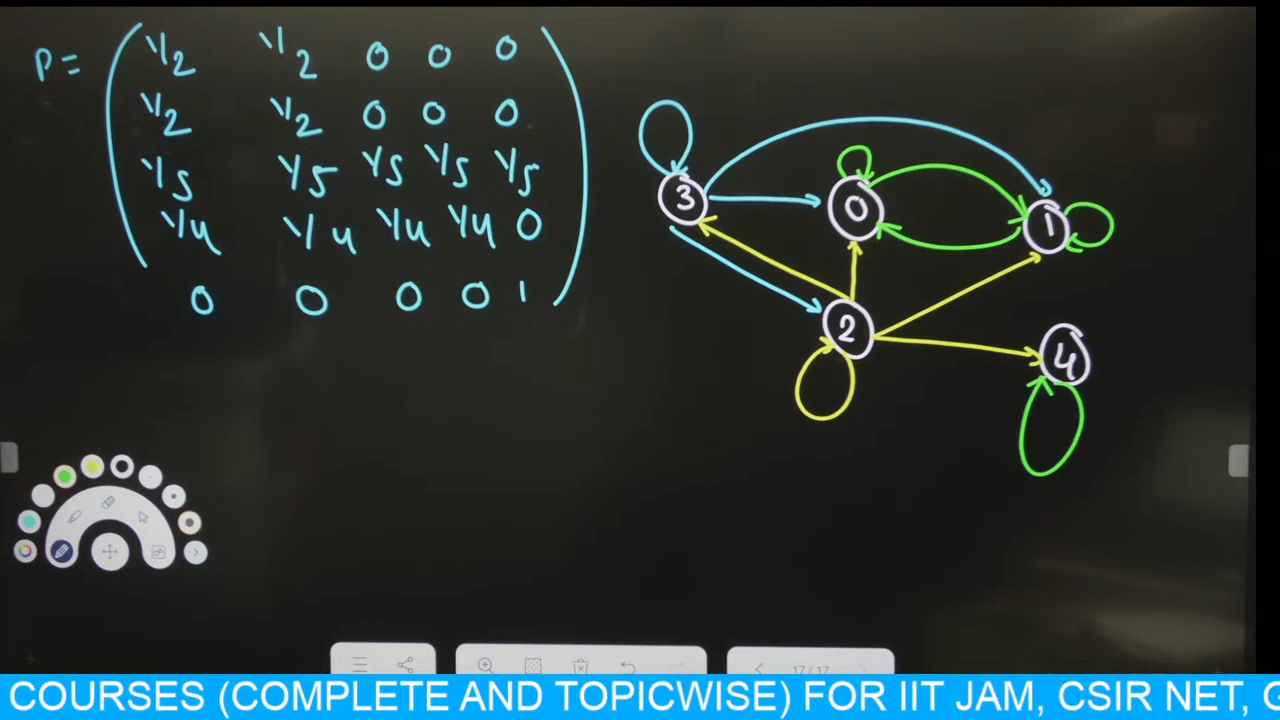 P = ( 1/2 1/2 0 0 0
1/2 1/2 0 0 0
1/5 1/5 1/5 1/5 1/5
1/4 1/4 1/4 1/4 0
0 0 0 0 1 )
3
0
1
2
4
17/17
COURSES (COMPLETE AND TOPICWISE) FOR IIT JAM, CSIR NET, G